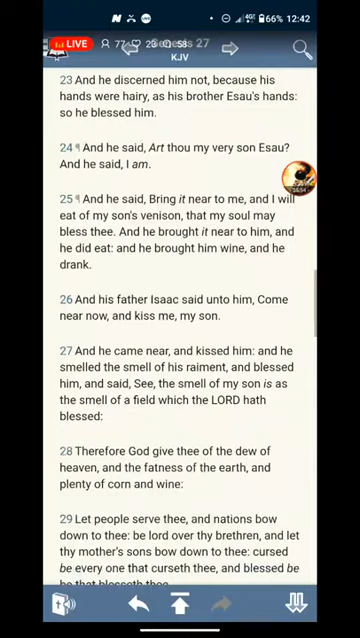 12:42
66%
LIVE
77
23
58
Genesis 27
KJV
23 And he discerned him not, because his
hands were hairy, as his brother Esau's hands:
so he blessed him.
24 ¶ And he said, Art thou my very son Esau?
And he said, I am.
25 ¶ And he said, Bring it near to me, and I will
eat of my son's venison, that my soul may
bless thee. And he brought it near to him, and
he did eat: and he brought him wine, and he
drank.
26 And his father Isaac said unto him, Come
near now, and kiss me, my son.
27 And he came near, and kissed him: and he
smelled the smell of his raiment, and blessed
him, and said, See, the smell of my son is as
the smell of a field which the LORD hath
blessed:
28 Therefore God give thee of the dew of
heaven, and the fatness of the earth, and
plenty of corn and wine:
29 Let people serve thee, and nations bow
down to thee: be lord over thy brethren, and let
thy mother's sons bow down to thee: cursed
be every one that curseth thee, and blessed be
he that blesseth thee.